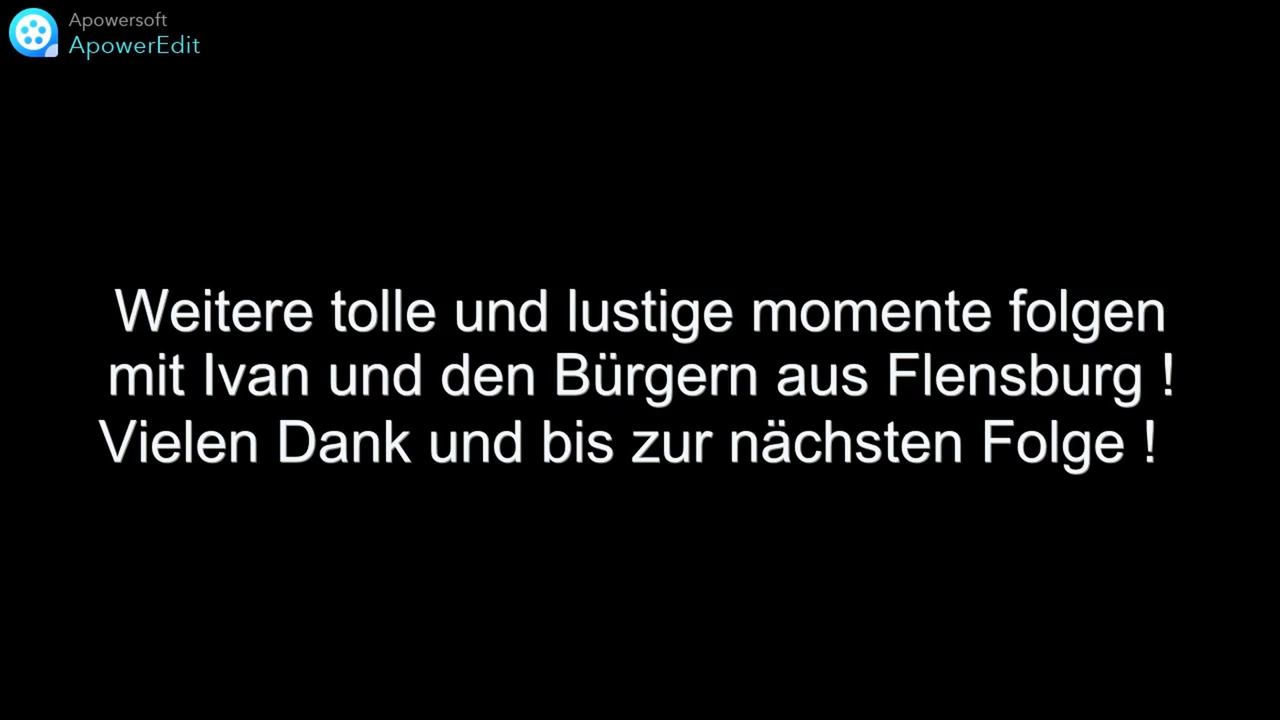 Apowersoft
ApowerEdit
Weitere tolle und lustige momente folgen
mit Ivan und den Bürgern aus Flensburg !
Vielen Dank und bis zur nächsten Folge !